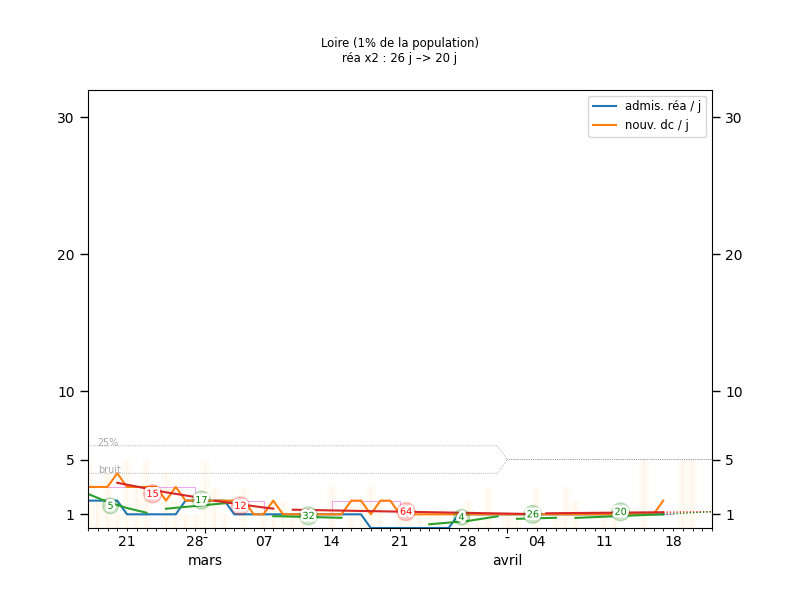 Loire (1% de la population)
réa x2 : 26 j –> 20 j
admis. réa / j
nouv. dc / j
30 30
20 20
10 10
5 5
1 1
25%
bruit
5 15 17 12 32 64 4 26 20
21 28 07 14 21 28 - 04 11 18
mars avril